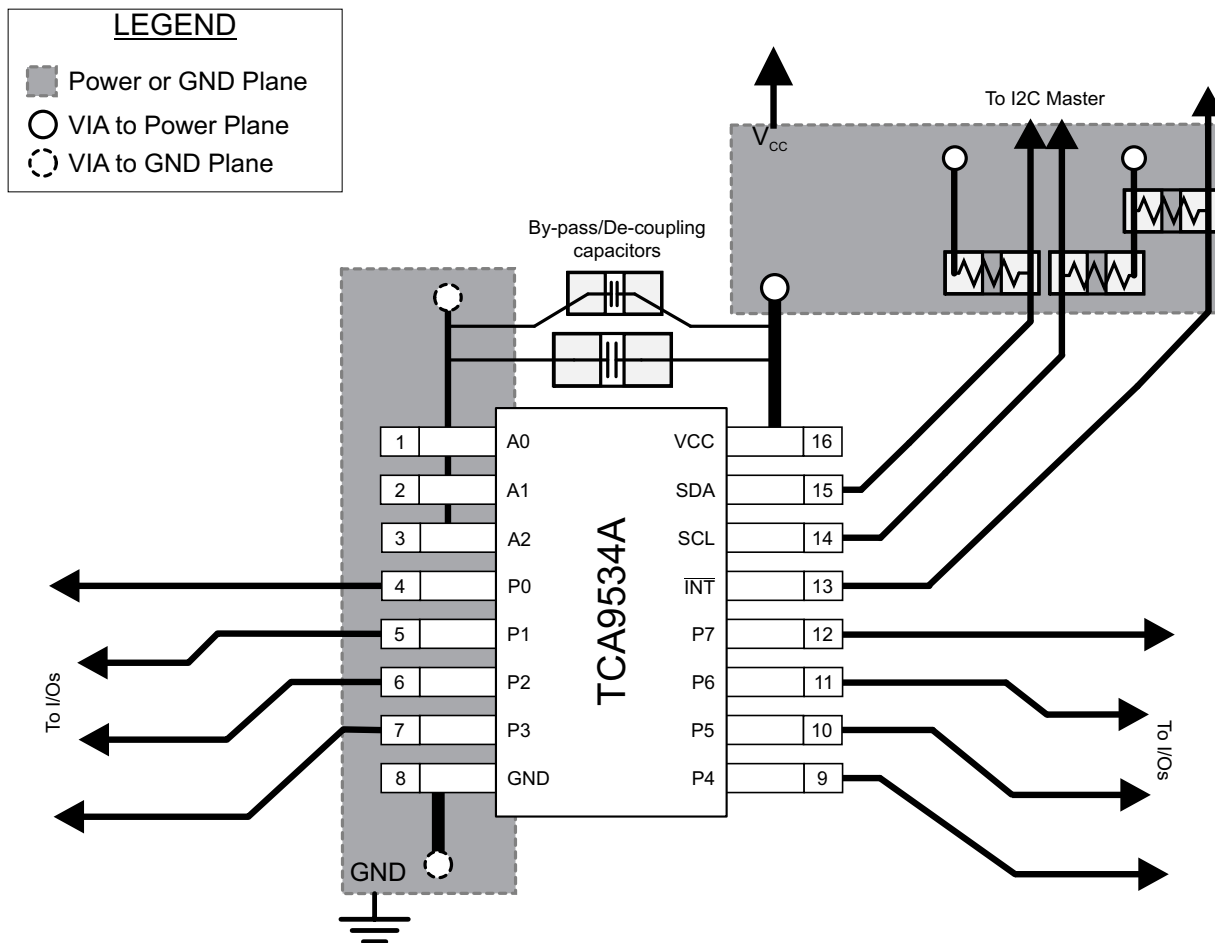 LEGEND
Power or GND Plane
VIA to Power Plane
VIA to GND Plane
To I2C Master
VCC
By-pass/De-coupling
capacitors
1 A0 VCC 16
2 A1 SDA 15
3 A2 SCL 14
4 P0 INT 13
5 P1 P7 12
6 P2 P6 11
7 P3 P5 10
8 GND P4 9
TCA9534A
To I/Os
To I/Os
GND